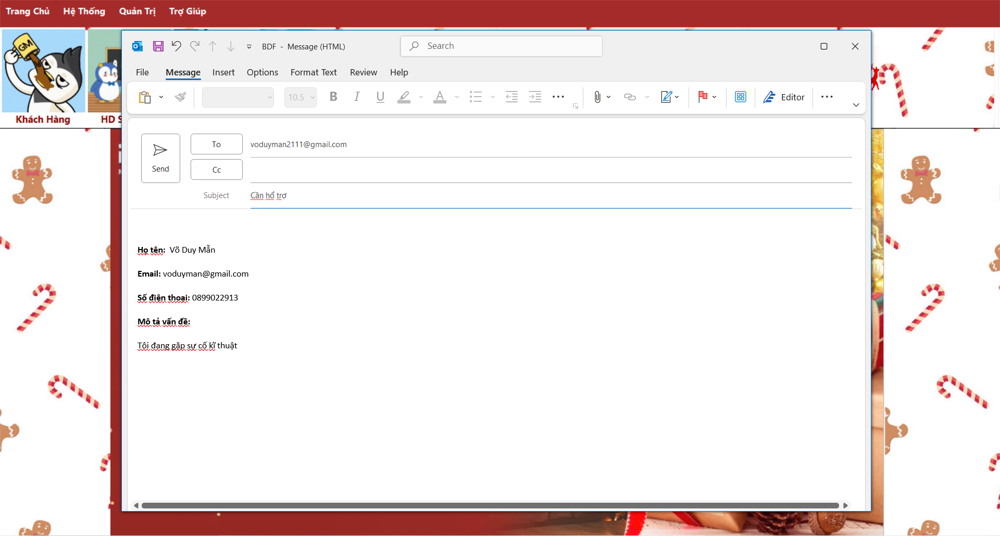 Trang Chủ Hệ Thống Quản Trị Trợ Giúp
GM
Khách Hàng
HD S
BDF - Message (HTML)
Search
File Message Insert Options Format Text Review Help
10.5
B I U A
Editor
Send
To
voduyman2111@gmail.com
Cc
Subject
Cần hổ trợ
Họ tên: Võ Duy Mẫn
Email: voduyman@gmail.com
Số điện thoại: 0899022913
Mô tả vấn đề:
Tôi đang gặp sự cố kĩ thuật